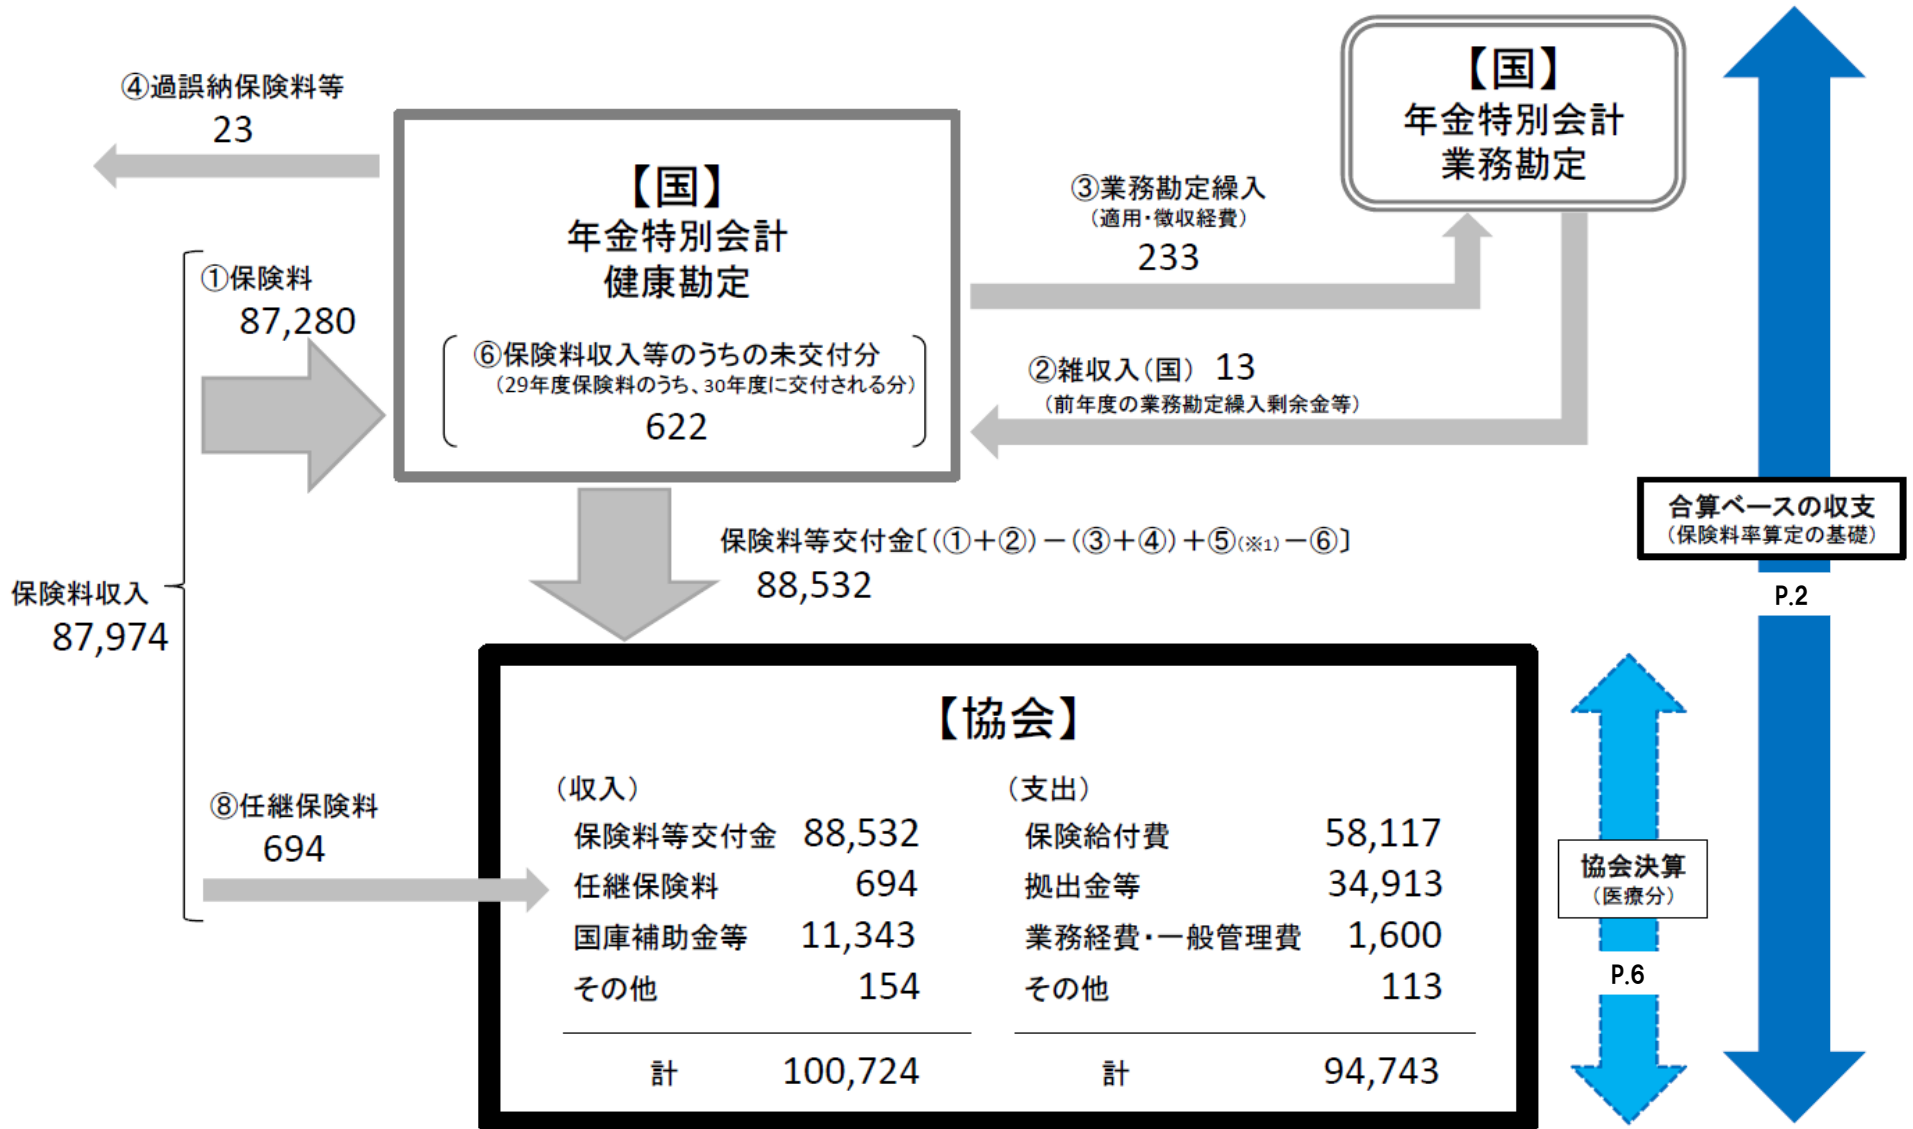 ④過誤納保険料等
23
【国】
年金特別会計
業務勘定
【国】
年金特別会計
健康勘定
③業務勘定繰入
(適用・徴収経費)
233
①保険料
87,280
⑥保険料収入等のうちの未交付分
(29年度保険料のうち、30年度に交付される分)
622
②雑収入(国) 13
(前年度の業務勘定繰入剰余金等)
合算ベースの収支
(保険料率算定の基礎)
P.2
保険料等交付金〔(①+②)-(③+④)+⑤(※1)-⑥〕
88,532
保険料収入
87,974
【協会】
(収入) (支出)
保険料等交付金 88,532 保険給付費 58,117
任継保険料 694 拠出金等 34,913
国庫補助金等 11,343 業務経費・一般管理費 1,600
その他 154 その他 113
計 100,724 計 94,743
⑧任継保険料
694
協会決算
(医療分)
P.6